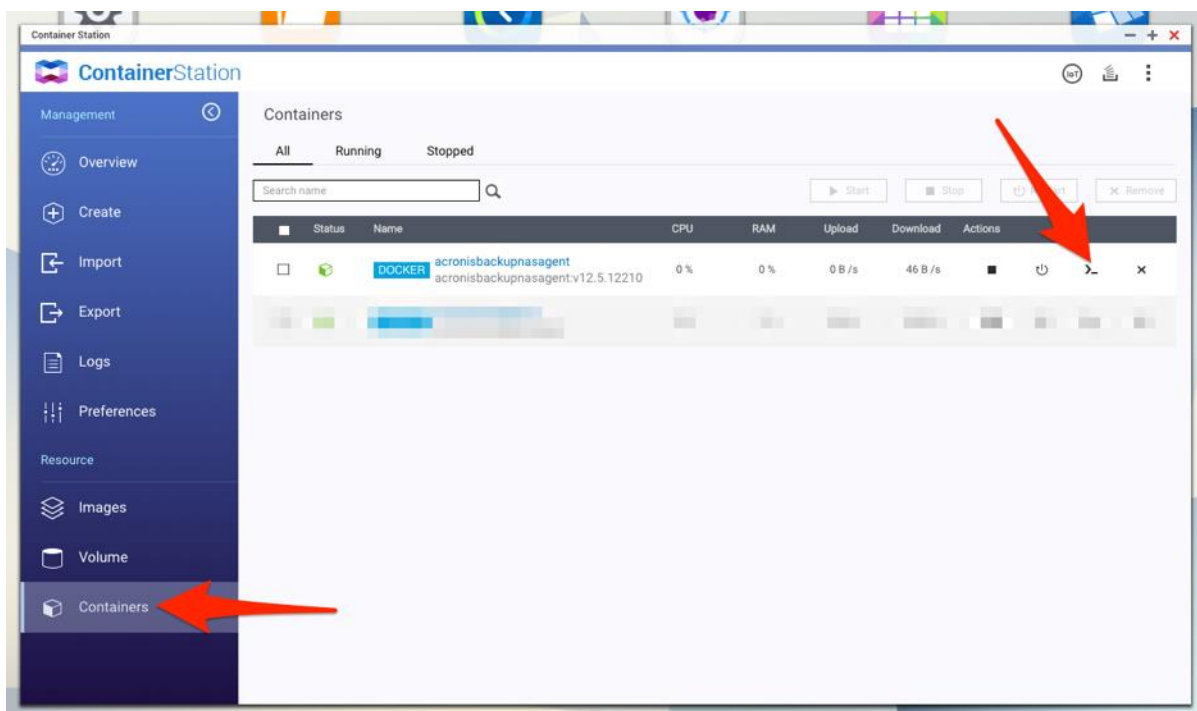 Container Station
ContainerStation
IoT
Management
Containers
All Running Stopped
Overview
Search name
Start Stop Remove
Create
Status Name CPU RAM Upload Download Actions
Import
DOCKER acronisbackupnasagent 0 % 0 % 0 B /s 46 B /s
acronisbackupnasagent:v12.5.12210
Export
Logs
Preferences
Resource
Images
Volume
Containers